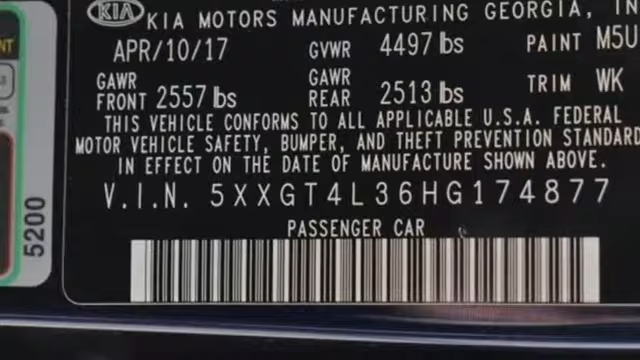 KIA KIA MOTORS MANUFACTURING GEORGIA, IN
APR/10/17 GVWR 4497 lbs PAINT M5U
GAWR FRONT 2557 lbs GAWR REAR 2513 lbs TRIM WK
THIS VEHICLE CONFORMS TO ALL APPLICABLE U.S.A. FEDERAL
MOTOR VEHICLE SAFETY, BUMPER, AND THEFT PREVENTION STANDARD
IN EFFECT ON THE DATE OF MANUFACTURE SHOWN ABOVE.
V.I.N. 5XXGT4L36HG174877
PASSENGER CAR
5200